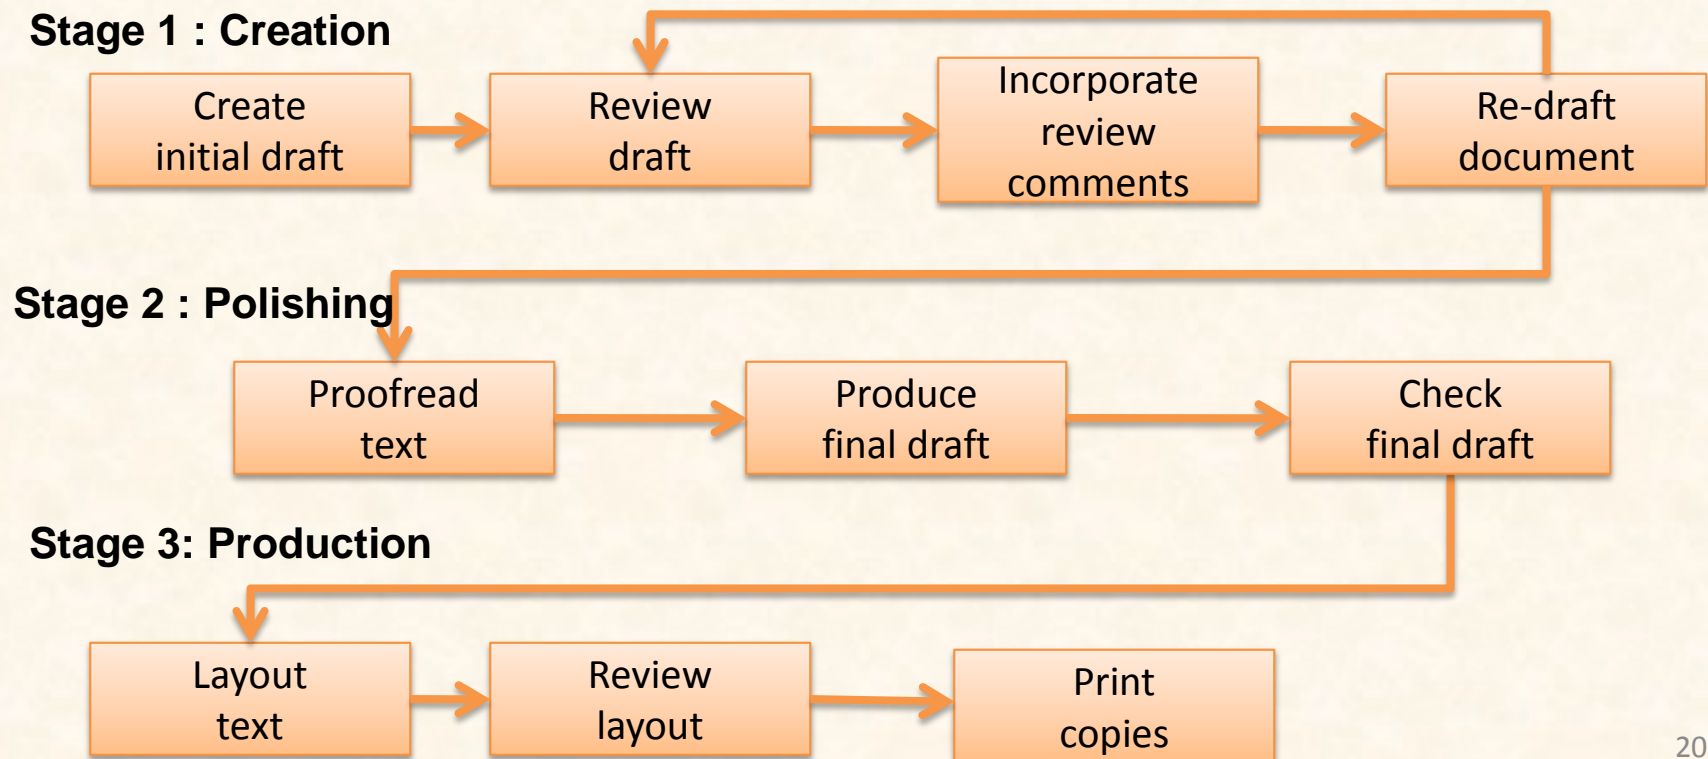 Stage 1 : Creation
Create
initial draft
Review
draft
Incorporate
review
comments
Re-draft
document
Stage 2 : Polishing
Proofread
text
Produce
final draft
Check
final draft
Stage 3: Production
Layout
text
Review
layout
Print
copies
20